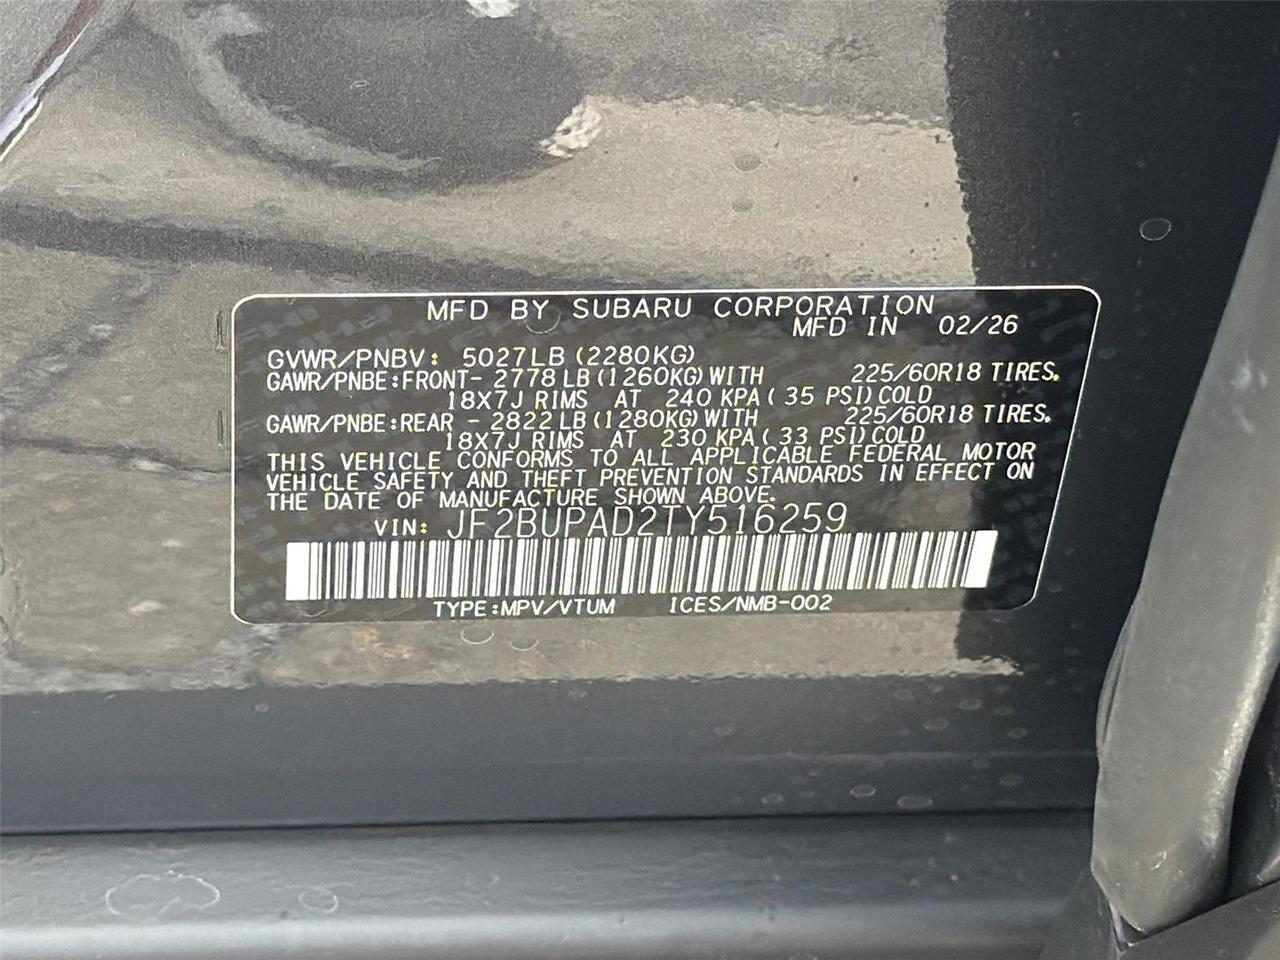 MFD BY SUBARU CORPORATION
MFD IN 02/26
GVWR/PNBV: 5027LB (2280KG)
GAWR/PNBE:FRONT- 2778 LB (1260KG) WITH 225/60R18 TIRES.
18X7J RIMS AT 240 KPA ( 35 PSI) COLD
GAWR/PNBE:REAR - 2822 LB (1280KG) WITH 225/60R18 TIRES.
18X7J RIMS AT 230 KPA ( 33 PSI) COLD
THIS VEHICLE CONFORMS TO ALL APPLICABLE FEDERAL MOTOR
VEHICLE SAFETY AND THEFT PREVENTION STANDARDS IN EFFECT ON
THE DATE OF MANUFACTURE SHOWN ABOVE.
VIN: JF2BUPAD2TY516259
TYPE:MPV/VTUM ICES/NMB-002